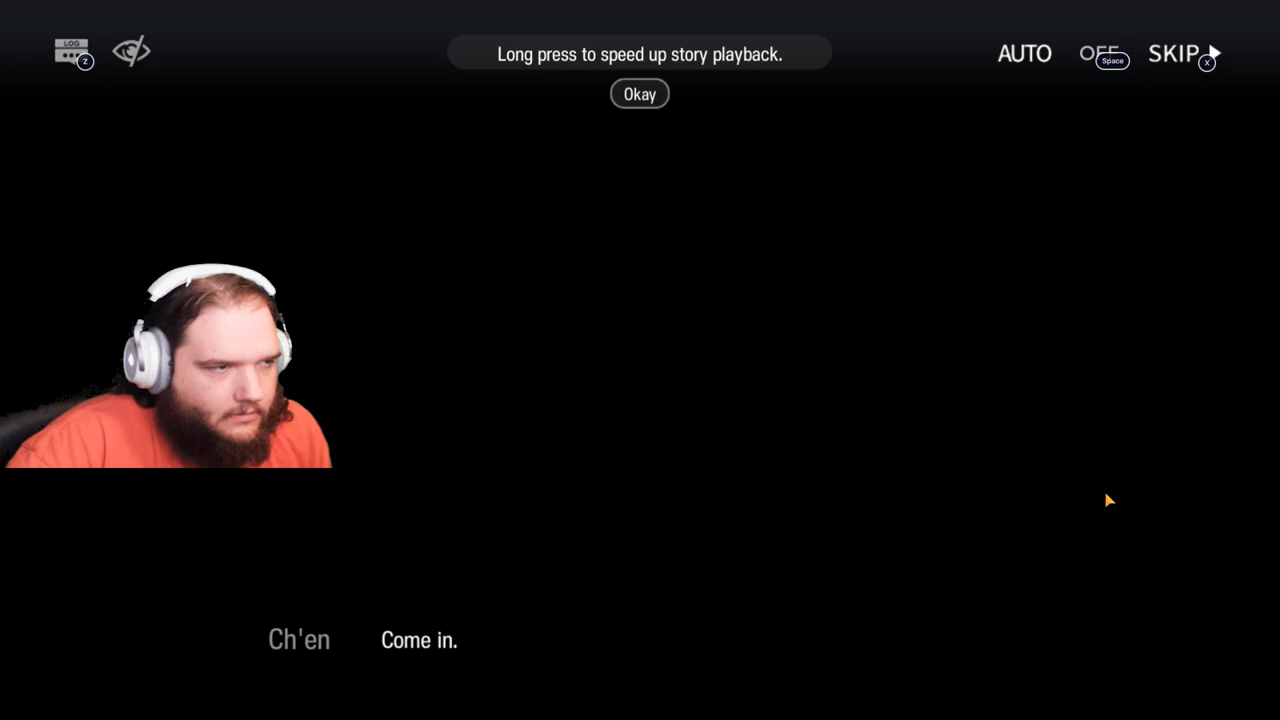 LOG
Z
Long press to speed up story playback.
Okay
AUTO
OFF
Space
SKIP
X
Ch'en
Come in.